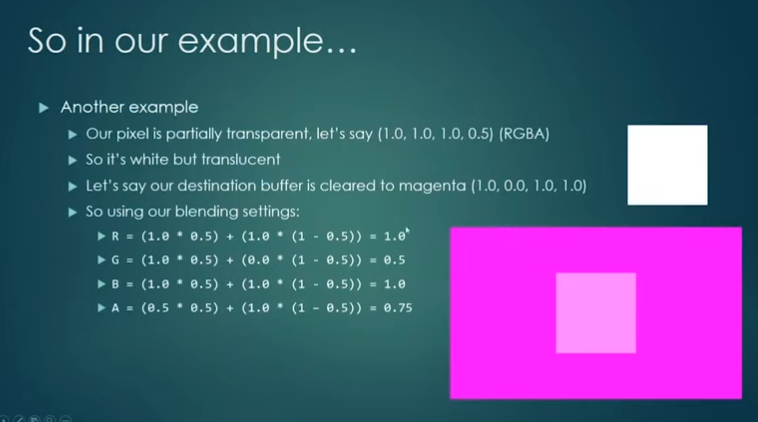 So in our example…
Another example
Our pixel is partially transparent, let's say (1.0, 1.0, 1.0, 0.5) (RGBA)
So it's white but translucent
Let's say our destination buffer is cleared to magenta (1.0, 0.0, 1.0, 1.0)
So using our blending settings:
R = (1.0 * 0.5) + (1.0 * (1 - 0.5)) = 1.0
G = (1.0 * 0.5) + (0.0 * (1 - 0.5)) = 0.5
B = (1.0 * 0.5) + (1.0 * (1 - 0.5)) = 1.0
A = (0.5 * 0.5) + (1.0 * (1 – 0.5)) = 0.75